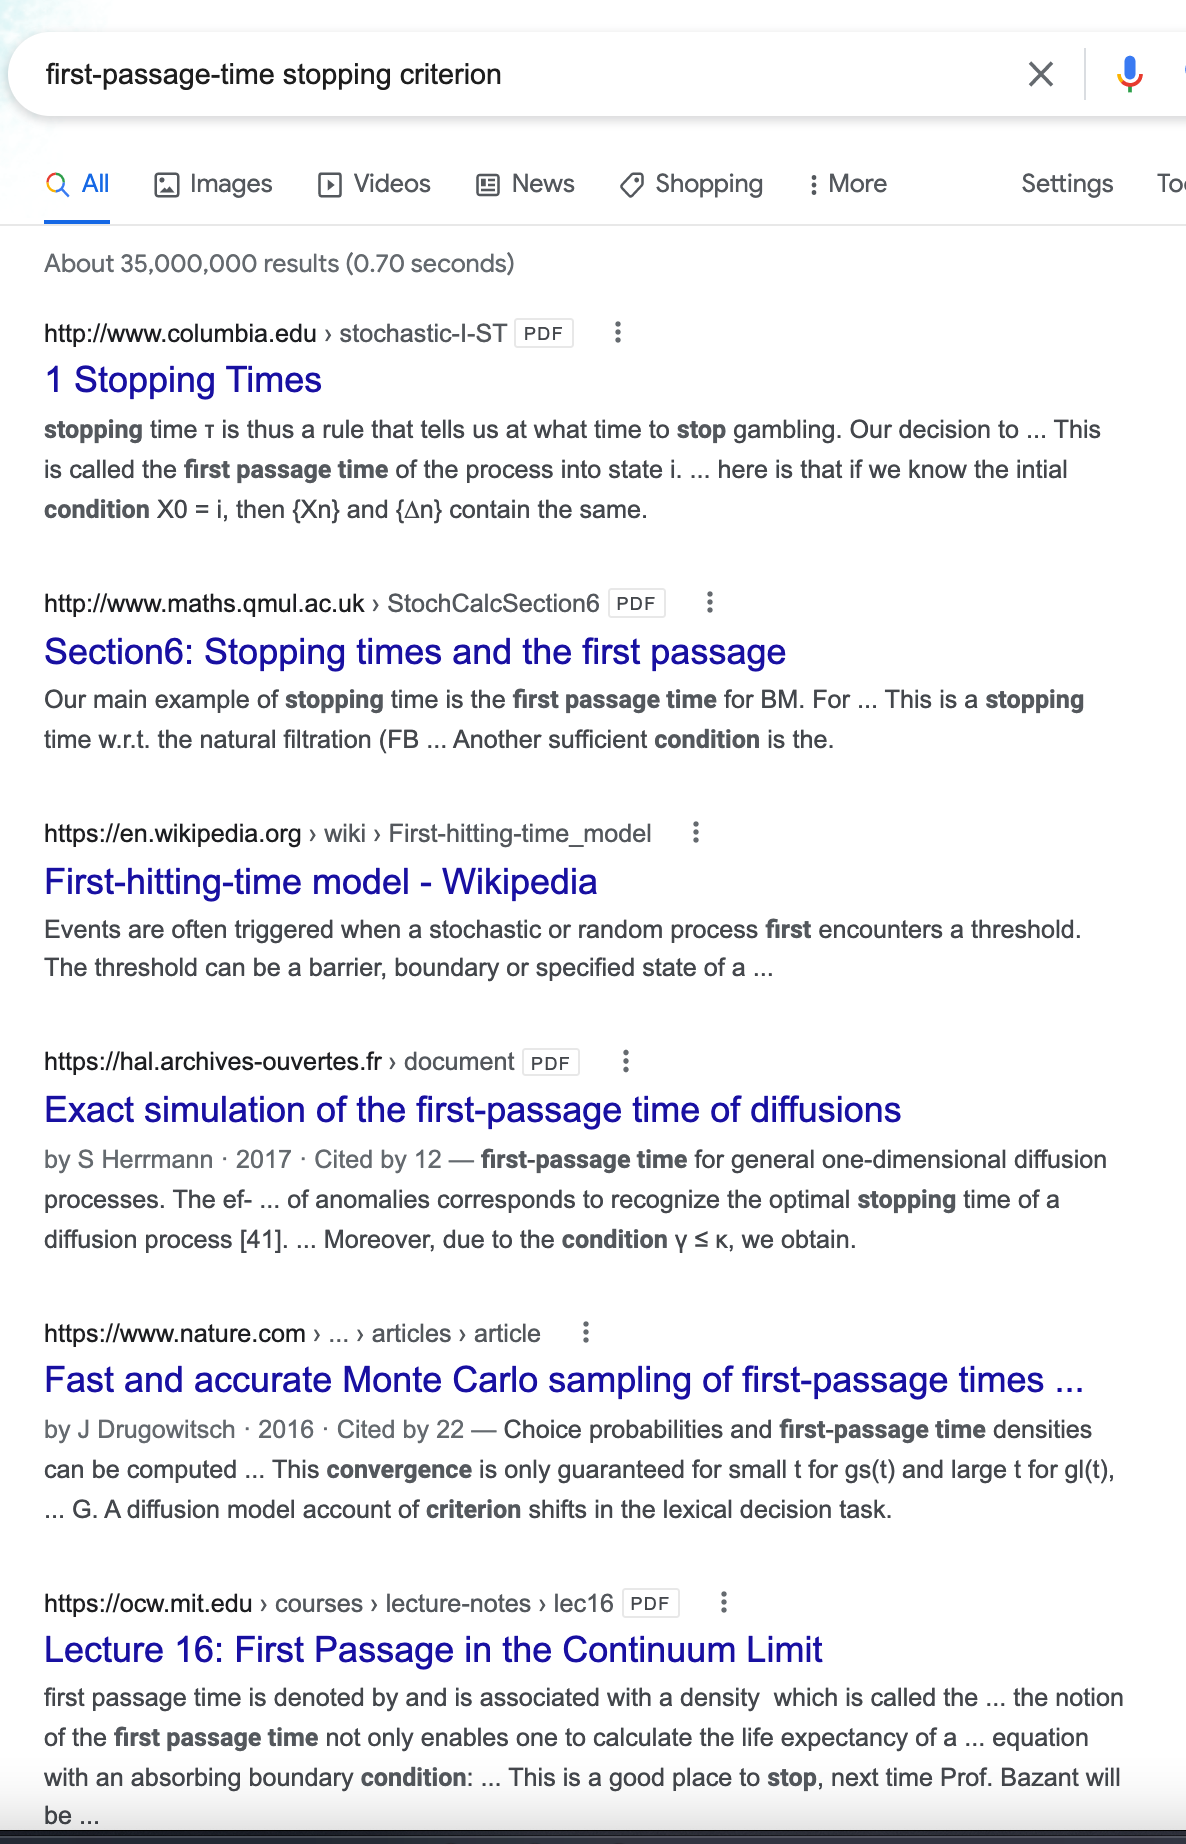 first-passage-time stopping criterion
All Images Videos News Shopping More Settings
About 35,000,000 results (0.70 seconds)
http://www.columbia.edu › stochastic-I-ST PDF
1 Stopping Times
stopping time τ is thus a rule that tells us at what time to stop gambling. Our decision to ... This
is called the first passage time of the process into state i. ... here is that if we know the intial
condition X0 = i, then {Xn} and {Δn} contain the same.
http://www.maths.qmul.ac.uk › StochCalcSection6 PDF
Section6: Stopping times and the first passage
Our main example of stopping time is the first passage time for BM. For ... This is a stopping
time w.r.t. the natural filtration (FB ... Another sufficient condition is the.
https://en.wikipedia.org › wiki › First-hitting-time_model
First-hitting-time model - Wikipedia
Events are often triggered when a stochastic or random process first encounters a threshold.
The threshold can be a barrier, boundary or specified state of a ...
https://hal.archives-ouvertes.fr › document PDF
Exact simulation of the first-passage time of diffusions
by S Herrmann · 2017 · Cited by 12 — first-passage time for general one-dimensional diffusion
processes. The ef- ... of anomalies corresponds to recognize the optimal stopping time of a
diffusion process [41]. ... Moreover, due to the condition γ ≤ κ, we obtain.
https://www.nature.com › ... › articles › article
Fast and accurate Monte Carlo sampling of first-passage times ...
by J Drugowitsch · 2016 · Cited by 22 — Choice probabilities and first-passage time densities
can be computed ... This convergence is only guaranteed for small t for gs(t) and large t for gl(t),
... G. A diffusion model account of criterion shifts in the lexical decision task.
https://ocw.mit.edu › courses › lecture-notes › lec16 PDF
Lecture 16: First Passage in the Continuum Limit
first passage time is denoted by and is associated with a density which is called the ... the notion
of the first passage time not only enables one to calculate the life expectancy of a ... equation
with an absorbing boundary condition: ... This is a good place to stop, next time Prof. Bazant will
be ...